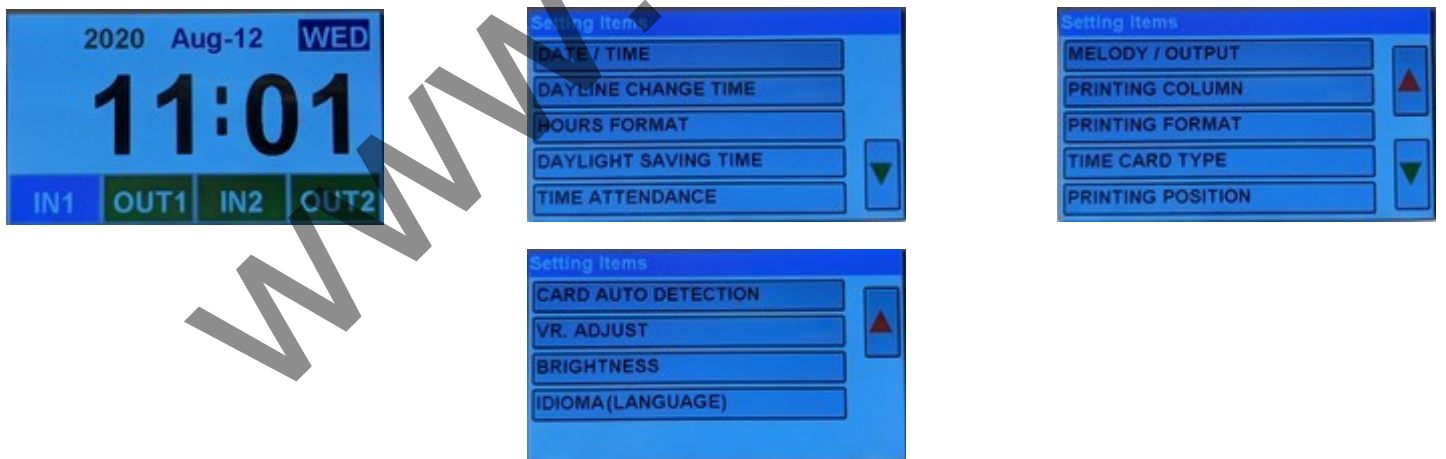 2020 Aug-12 WED
11:01
IN1 OUT1 IN2 OUT2
Setting Items
DATE / TIME
DAYLINE CHANGE TIME
HOURS FORMAT
DAYLIGHT SAVING TIME
TIME ATTENDANCE
Setting Items
MELODY / OUTPUT
PRINTING COLUMN
PRINTING FORMAT
TIME CARD TYPE
PRINTING POSITION
Setting Items
CARD AUTO DETECTION
VR. ADJUST
BRIGHTNESS
IDIOMA(LANGUAGE)
www.